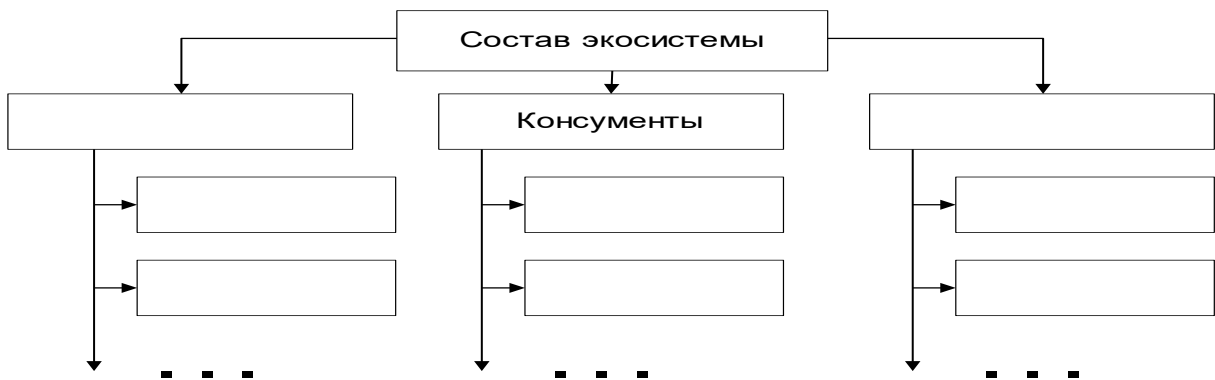 Состав экосистемы
Консументы